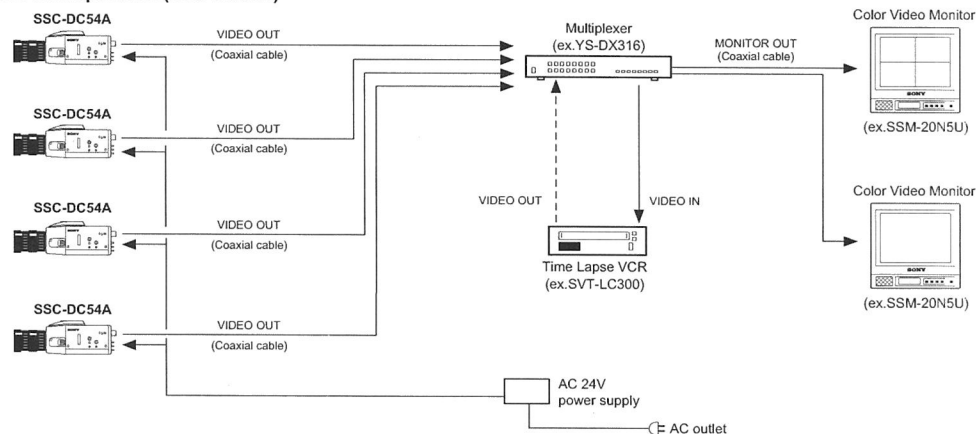 SSC-DC54A
VIDEO OUT
(Coaxial cable)
SSC-DC54A
VIDEO OUT
(Coaxial cable)
SSC-DC54A
VIDEO OUT
(Coaxial cable)
SSC-DC54A
VIDEO OUT
(Coaxial cable)
Multiplexer
(ex.YS-DX316)
MONITOR OUT
(Coaxial cable)
VIDEO OUT
VIDEO IN
Time Lapse VCR
(ex.SVT-LC300)
Color Video Monitor
SONY
(ex.SSM-20N5U)
Color Video Monitor
SONY
(ex.SSM-20N5U)
AC 24V
power supply
AC outlet